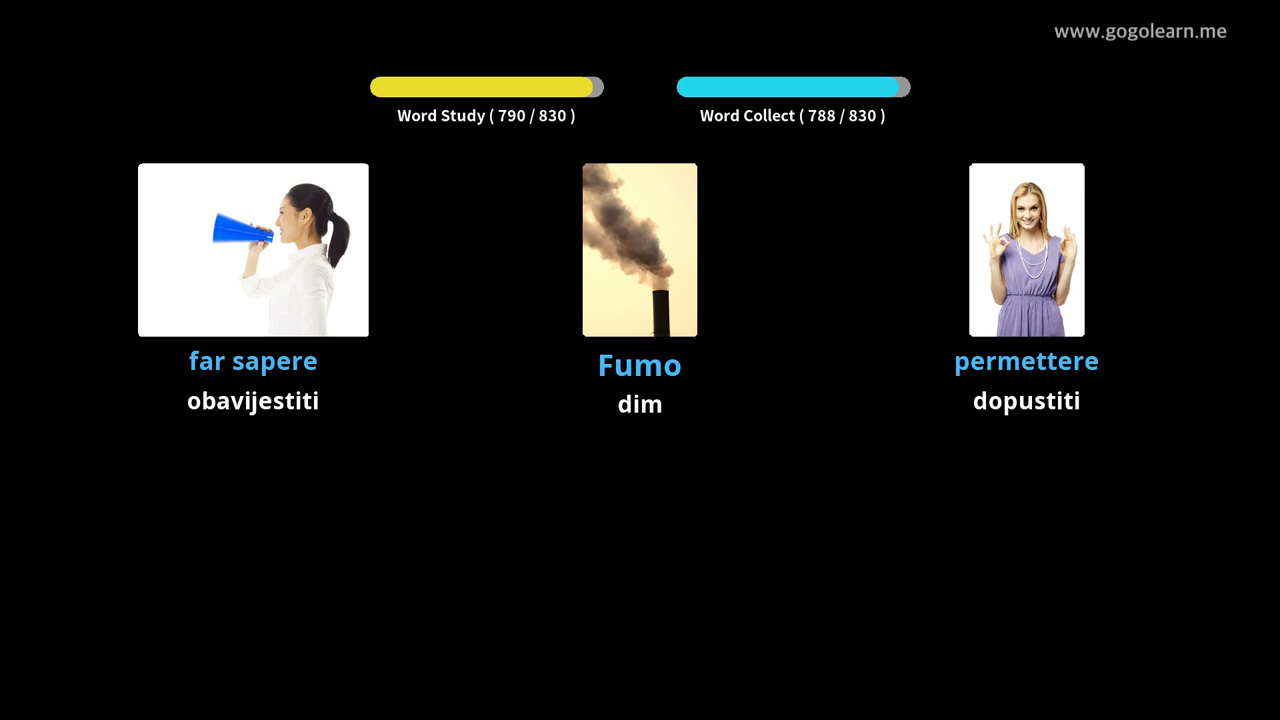 www.gogolearn.me
Word Study ( 790 / 830 )
Word Collect ( 788 / 830 )
far sapere
obavijestiti
Fumo
dim
permettere
dopustiti